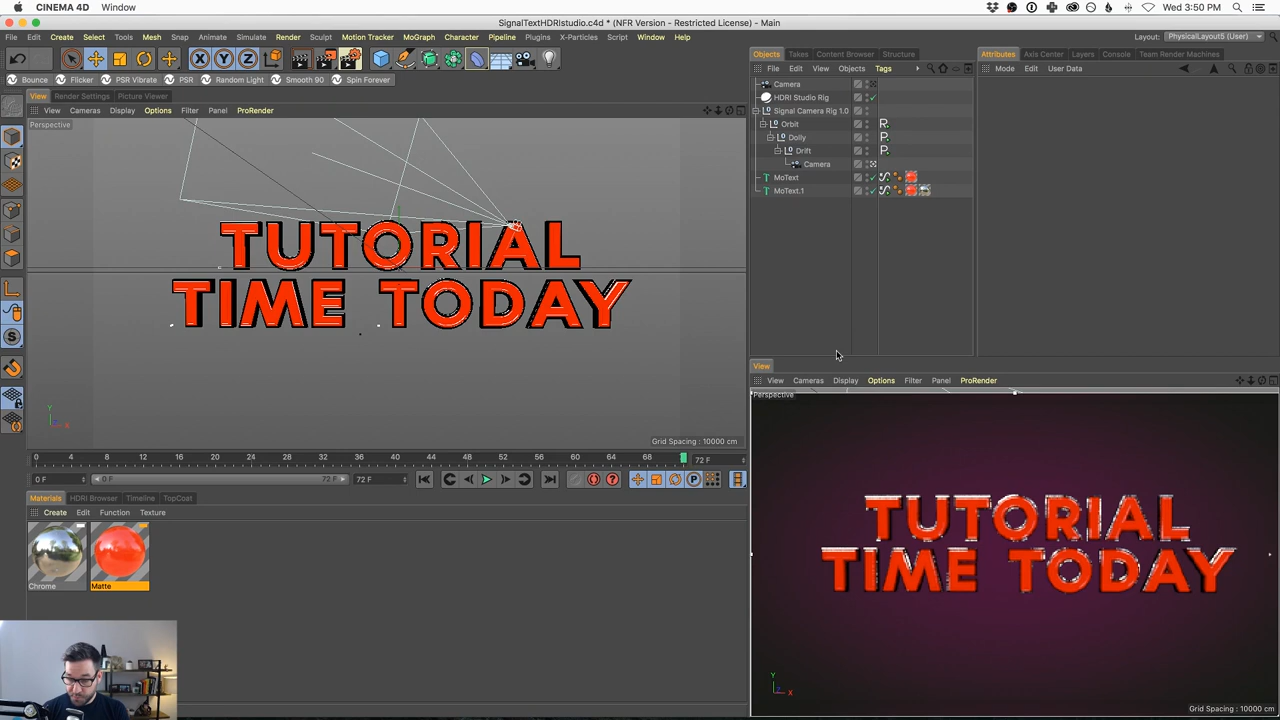 CINEMA 4D Window
Wed 3:50 PM
SignalTextHDRIstudio.c4d * (NFR Version - Restricted License) - Main
File Edit Create Select Tools Mesh Snap Animate Simulate Render Sculpt Motion Tracker MoGraph Character Pipeline Plugins X-Particles Script Window Help
Layout: PhysicalLayout5 (User)
X Y Z
Bounce Flicker PSR Vibrate PSR Random Light Smooth 90 Spin Forever
Objects Takes Content Browser Structure
File Edit View Objects Tags
Camera
HDRI Studio Rig
Signal Camera Rig 1.0
Orbit
Dolly
Drift
Camera
MoText
MoText.1
Attributes Axis Center Layers Console Team Render Machines
Mode Edit User Data
View Render Settings Picture Viewer
View Cameras Display Options Filter Panel ProRender
Perspective
TUTORIAL
TIME TODAY
Y
X
Grid Spacing : 10000 cm
0 4 8 12 16 20 24 28 32 36 40 44 48 52 56 60 64 68 72 F
0 F 0 F 72 F 72 F
Materials HDRI Browser Timeline TopCoat
Create Edit Function Texture
Chrome Matte
View
View Cameras Display Options Filter Panel ProRender
Perspective
TUTORIAL
TIME TODAY
Y
Z X
Grid Spacing : 10000 cm